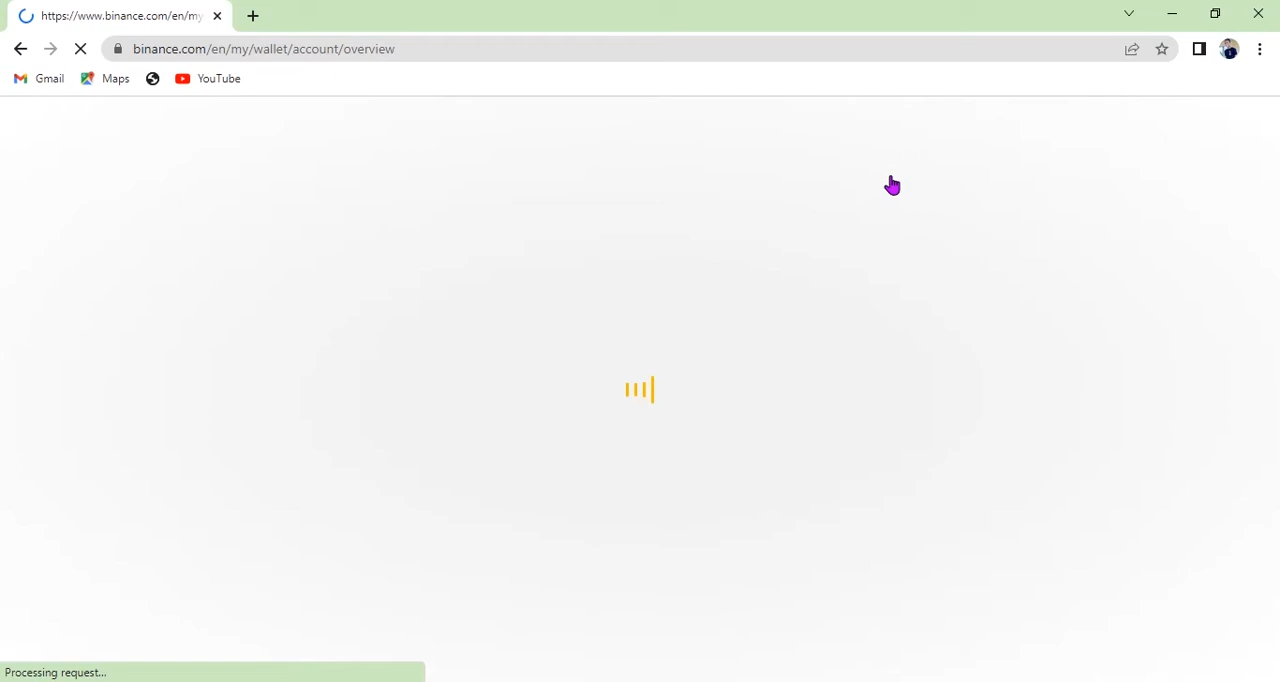 https://www.binance.com/en/my
binance.com/en/my/wallet/account/overview
Gmail Maps YouTube
Processing request...